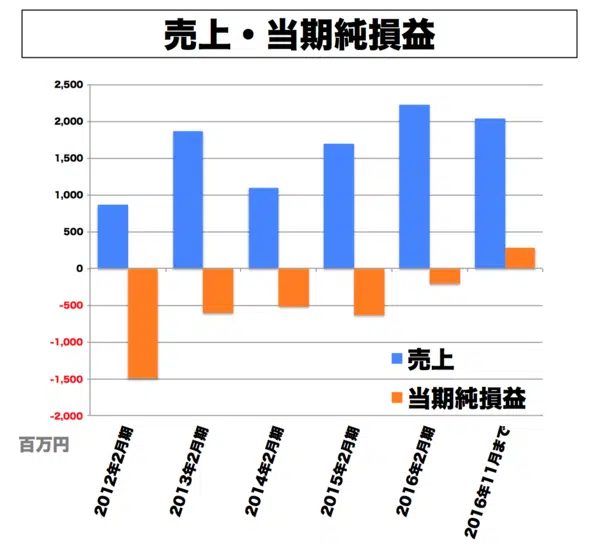 売上・当期純損益
2,500
2,000
1,500
1,000
500
0
-500
-1,000
-1,500
-2,000
売上
当期純損益
百万円
2012年2月期
2013年2月期
2014年2月期
2015年2月期
2016年2月期
2016年11月まで